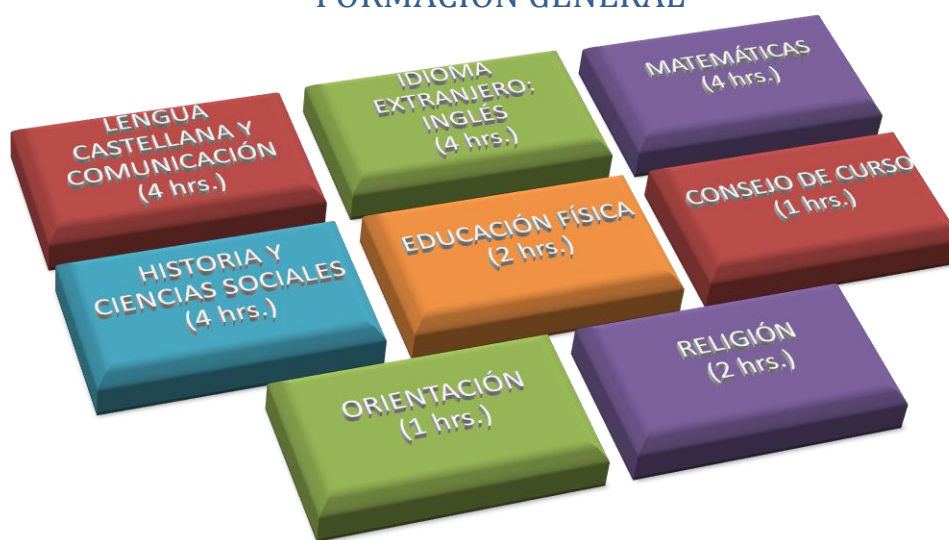 FORMACIÓN GENERAL
LENGUA
CASTELLANA Y
COMUNICACIÓN
(4 hrs.)
IDIOMA
EXTRANJERO:
INGLÉS
(4 hrs.)
MATEMÁTICAS
(4 hrs.)
HISTORIA Y
CIENCIAS SOCIALES
(4 hrs.)
EDUCACIÓN FÍSICA
(2 hrs.)
CONSEJO DE CURSO
(1 hrs.)
ORIENTACIÓN
(1 hrs.)
RELIGIÓN
(2 hrs.)